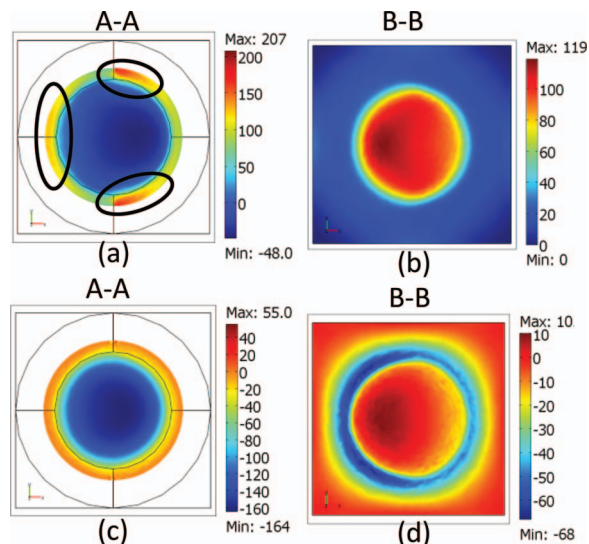 A-A
B-B
Max: 207
200
150
100
50
0
Min: -48.0
(a)
Max: 119
100
80
60
40
20
0
Min: 0
(b)
A-A
B-B
Max: 55.0
40
20
0
-20
-40
-60
-80
-100
-120
-140
-160
Min: -164
(c)
Max: 10.
10
0
-10
-20
-30
-40
-50
-60
Min: -68
(d)